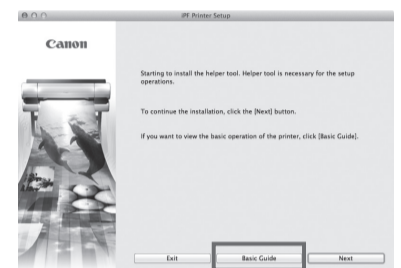 iPF Printer Setup
Canon
Starting to install the helper tool. Helper tool is necessary for the setup
operations.
To continue the installation, click the [Next] button.
If you want to view the basic operation of the printer, click [Basic Guide].
Exit
Basic Guide
Next